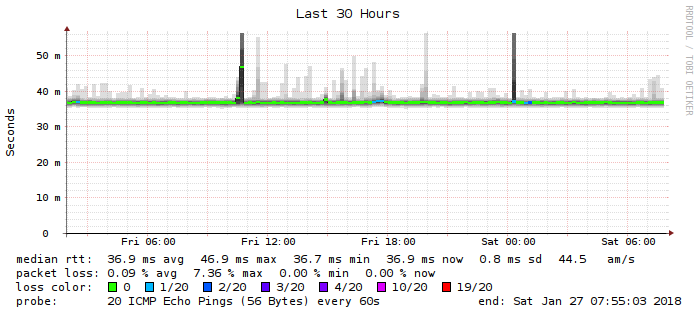 Last 30 Hours
RRDTOOL / TOBI OETIKER
Seconds
50 m
40 m
30 m
20 m
10 m
0
Fri 06:00 Fri 12:00 Fri 18:00 Sat 00:00 Sat 06:00
median rtt: 36.9 ms avg 46.9 ms max 36.7 ms min 36.9 ms now 0.8 ms sd 44.5 am/s
packet loss: 0.09 % avg 7.36 % max 0.00 % min 0.00 % now
loss color: 0 1/20 2/20 3/20 4/20 10/20 19/20
probe: 20 ICMP Echo Pings (56 Bytes) every 60s end: Sat Jan 27 07:55:03 2018